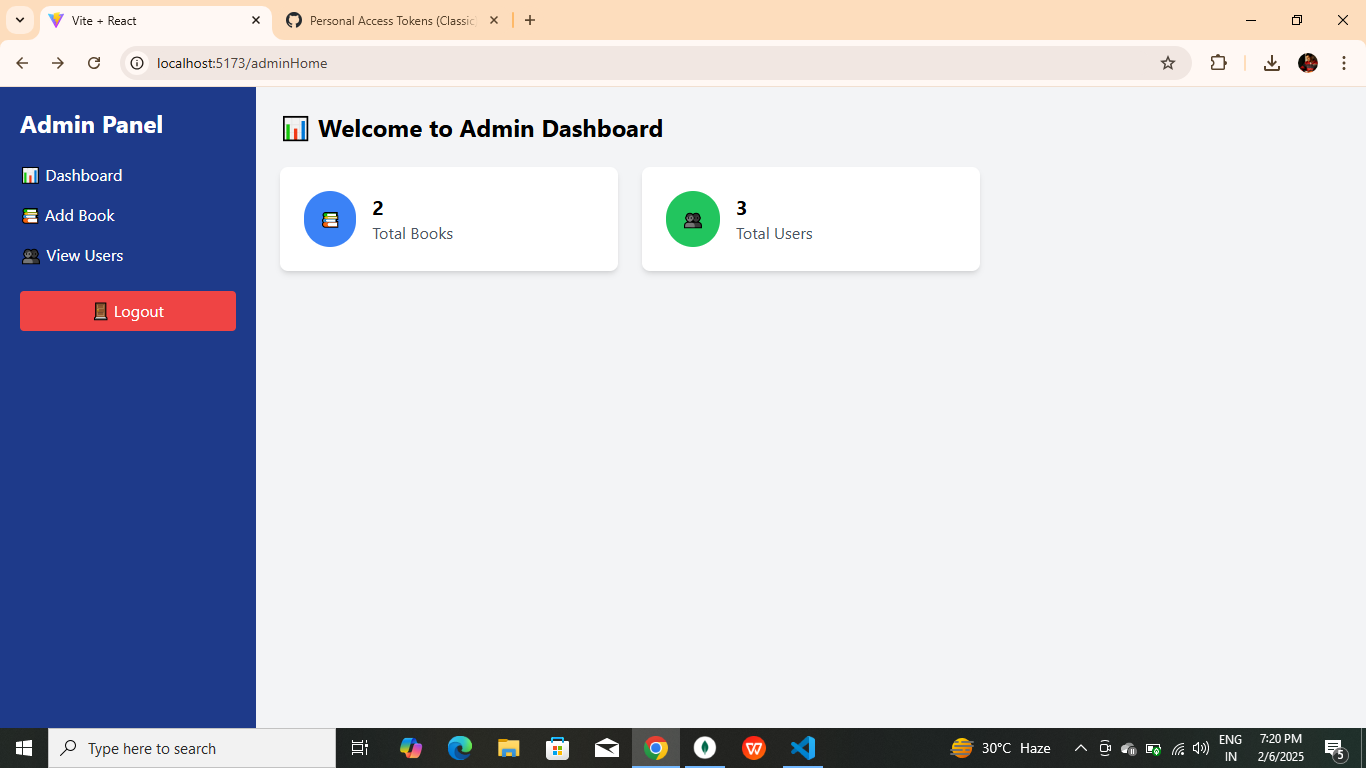 Vite + React
Personal Access Tokens (Classic
localhost:5173/adminHome
Admin Panel
Dashboard
Add Book
View Users
Logout
Welcome to Admin Dashboard
2
Total Books
3
Total Users
Type here to search
30°C Haze
ENG
IN
7:20 PM
2/6/2025
5